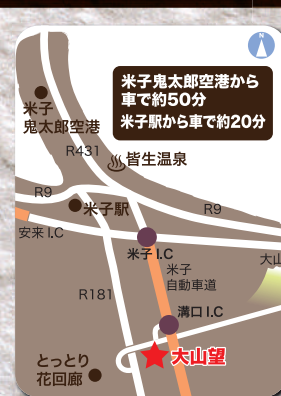 N
米子鬼太郎空港から
車で約50分
米子駅から車で約20分
米子
鬼太郎空港
R431
皆生温泉
R9
米子駅
R9
安来 I.C
米子 I.C
大山
米子
自動車道
R181
溝口 I.C
大山望
とっとり
花回廊